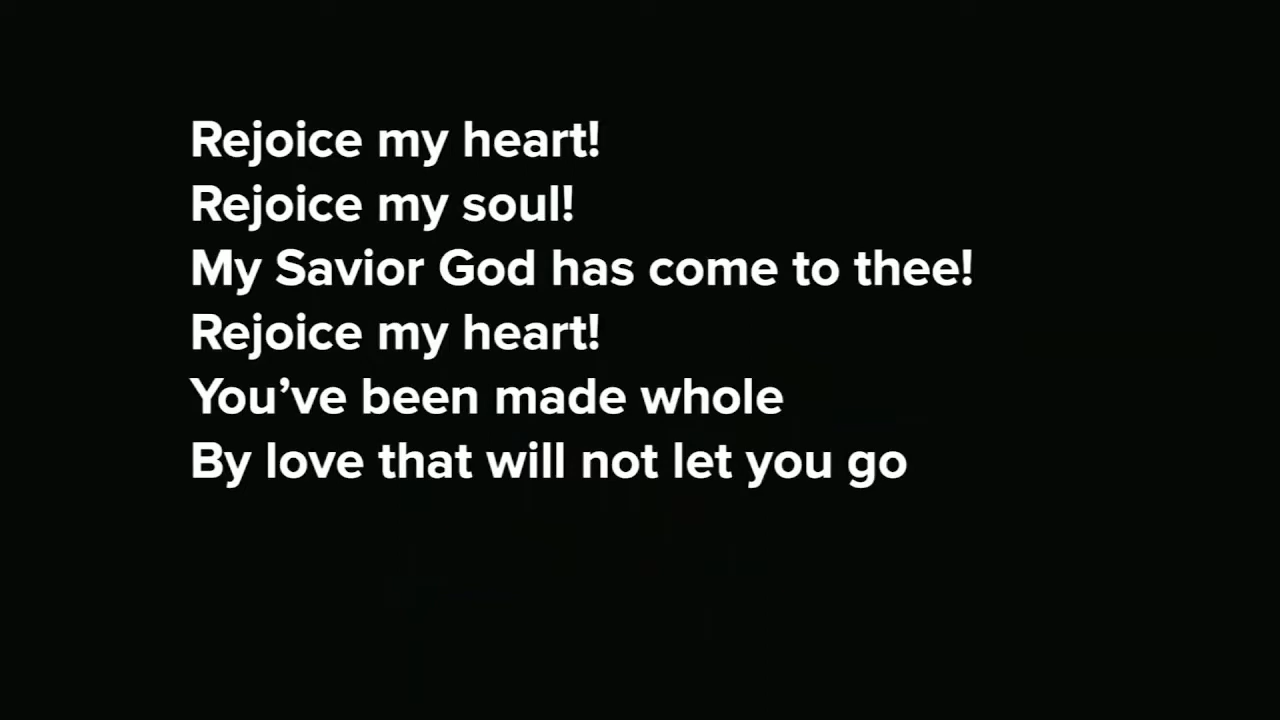 Rejoice my heart!
Rejoice my soul!
My Savior God has come to thee!
Rejoice my heart!
You’ve been made whole
By love that will not let you go